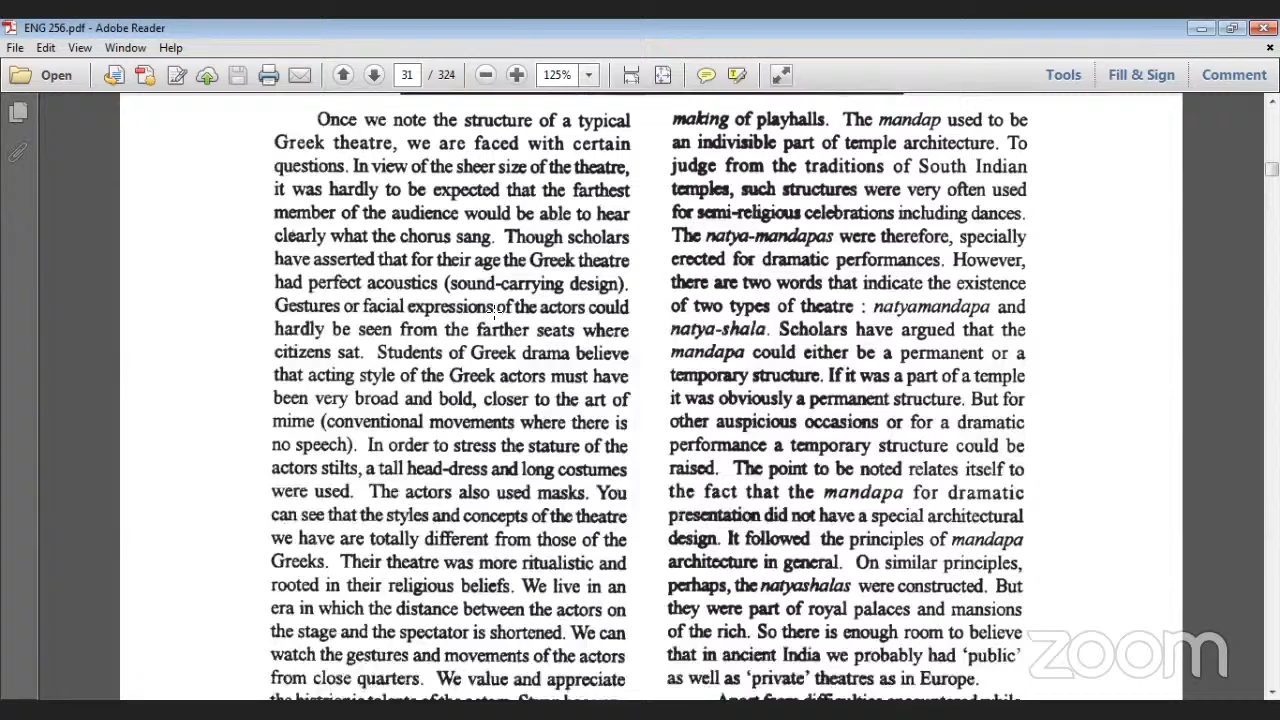 ENG 256.pdf - Adobe Reader
File Edit View Window Help
Open 31 / 324 125% Tools Fill & Sign Comment
Once we note the structure of a typical
Greek theatre, we are faced with certain
questions. In view of the sheer size of the theatre,
it was hardly to be expected that the farthest
member of the audience would be able to hear
clearly what the chorus sang. Though scholars
have asserted that for their age the Greek theatre
had perfect acoustics (sound-carrying design).
Gestures or facial expressions of the actors could
hardly be seen from the farther seats where
citizens sat. Students of Greek drama believe
that acting style of the Greek actors must have
been very broad and bold, closer to the art of
mime (conventional movements where there is
no speech). In order to stress the stature of the
actors stilts, a tall head-dress and long costumes
were used. The actors also used masks. You
can see that the styles and concepts of the theatre
we have are totally different from those of the
Greeks. Their theatre was more ritualistic and
rooted in their religious beliefs. We live in an
era in which the distance between the actors on
the stage and the spectator is shortened. We can
watch the gestures and movements of the actors
from close quarters. We value and appreciate
making of playhalls. The mandap used to be
an indivisible part of temple architecture. To
judge from the traditions of South Indian
temples, such structures were very often used
for semi-religious celebrations including dances.
The natya-mandapas were therefore, specially
erected for dramatic performances. However,
there are two words that indicate the existence
of two types of theatre : natyamandapa and
natya-shala. Scholars have argued that the
mandapa could either be a permanent or a
temporary structure. If it was a part of a temple
it was obviously a permanent structure. But for
other auspicious occasions or for a dramatic
performance a temporary structure could be
raised. The point to be noted relates itself to
the fact that the mandapa for dramatic
presentation did not have a special architectural
design. It followed the principles of mandapa
architecture in general. On similar principles,
perhaps, the natyashalas were constructed. But
they were part of royal palaces and mansions
of the rich. So there is enough room to believe
that in ancient India we probably had 'public'
as well as 'private' theatres as in Europe.
zoom